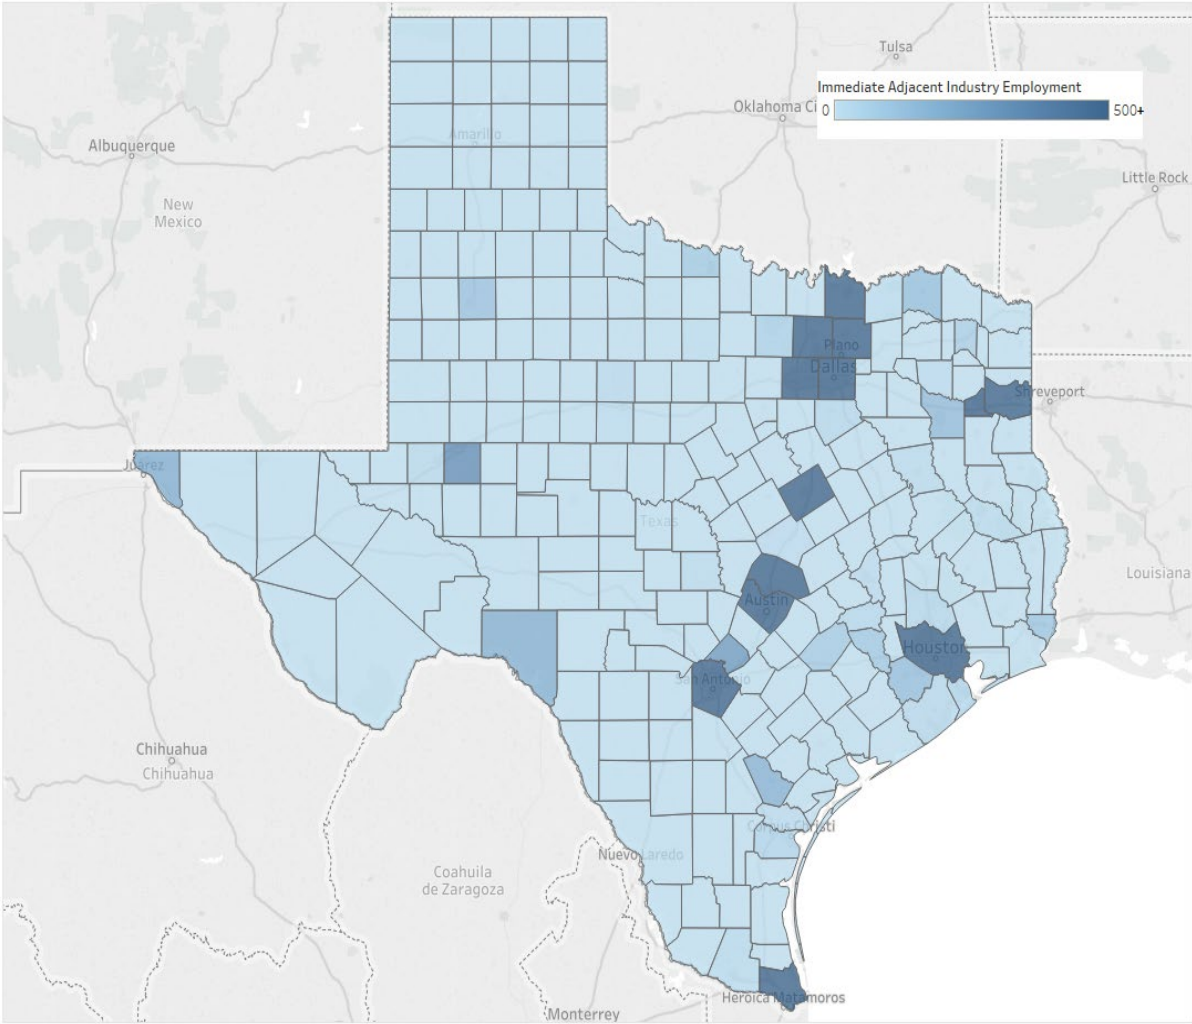 Tulsa
Immediate Adjacent Industry Employment
0
500+
Oklahoma Ci
Amarillo
Albuquerque
Little Rock
New
Mexico
Plano
Dallas
Shreveport
Juárez
Texas
Louisiana
Austin
Houston
San Antonio
Chihuahua
Chihuahua
Corpus Christi
Nuevo Laredo
Coahuila
de Zaragoza
Heroica Matamoros
Monterrey